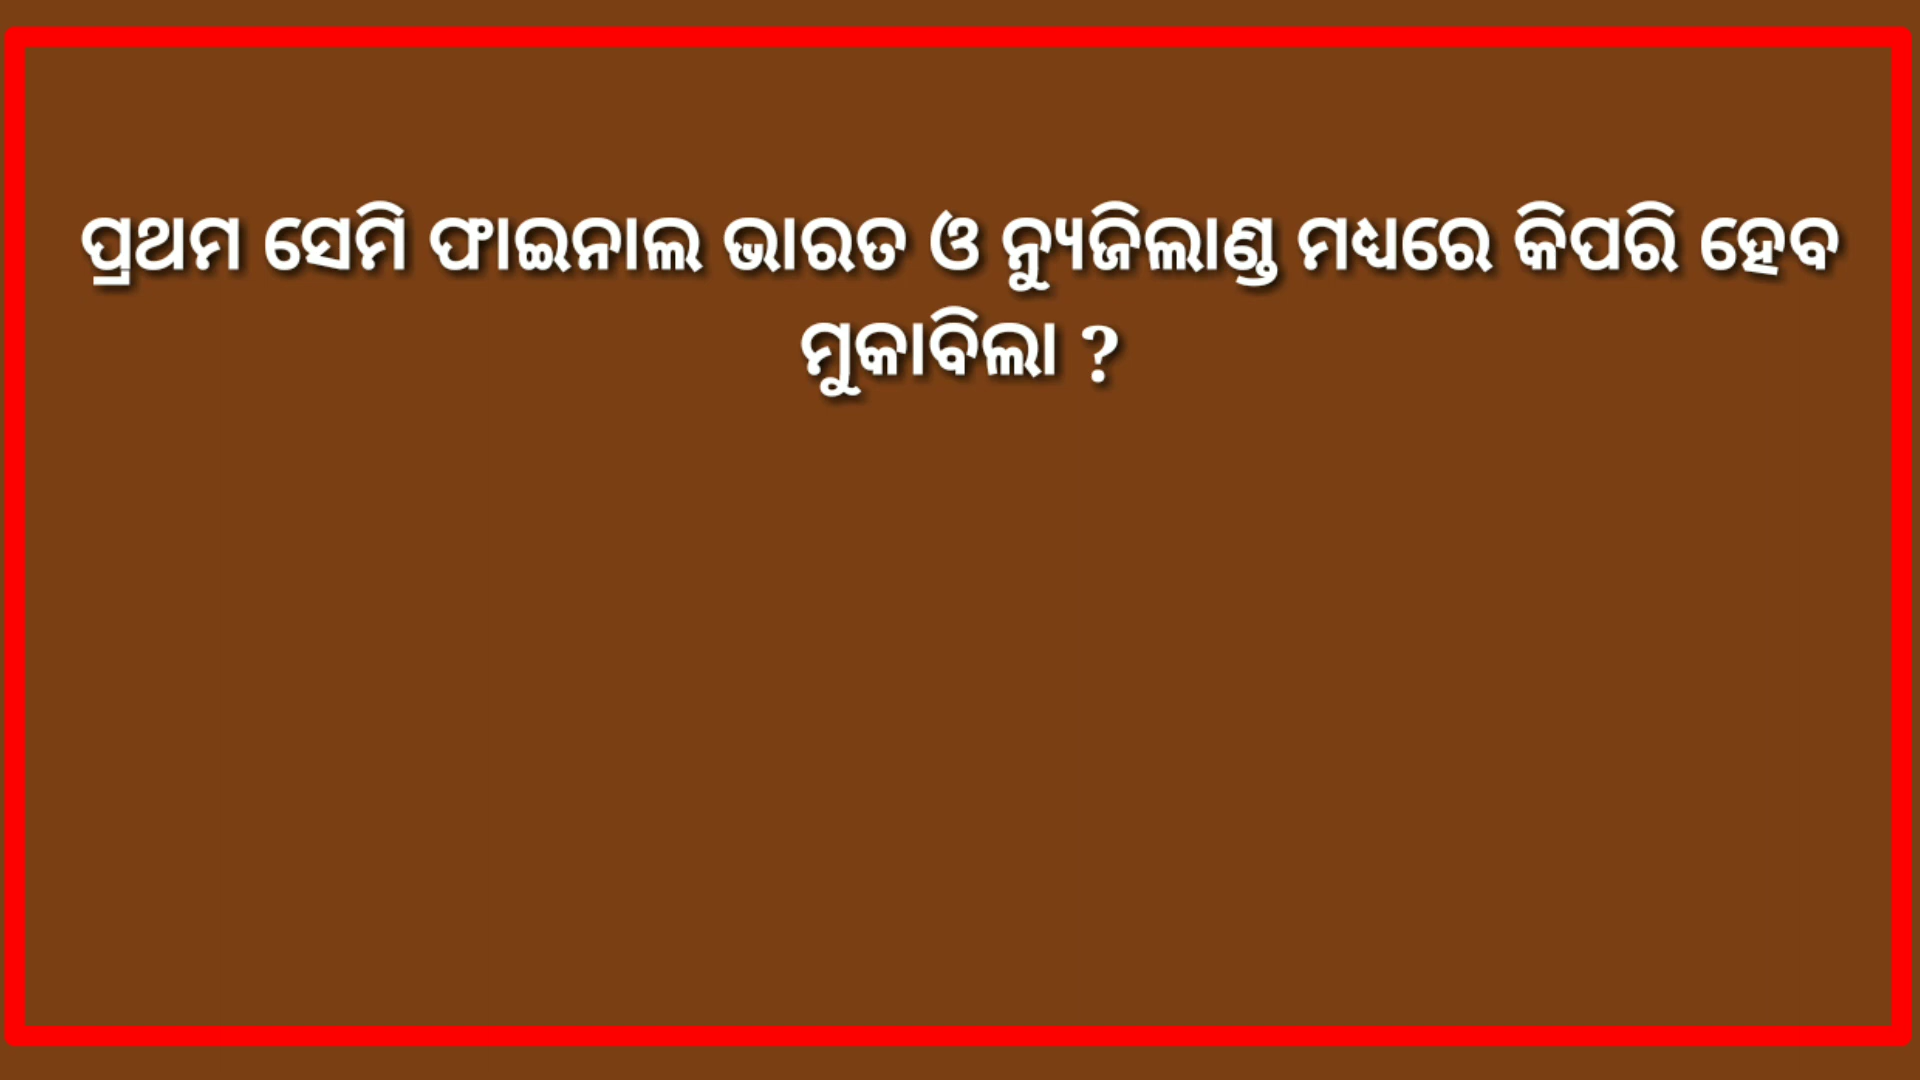 ପ୍ରଥମ ସେମି ଫାଇନାଲ ଭାରତ ଓ ନ୍ୟୁଜିଲାଣ୍ଡ ମଧ୍ୟରେ କିପରି ହେବ
ମୁକାବିଲା ?